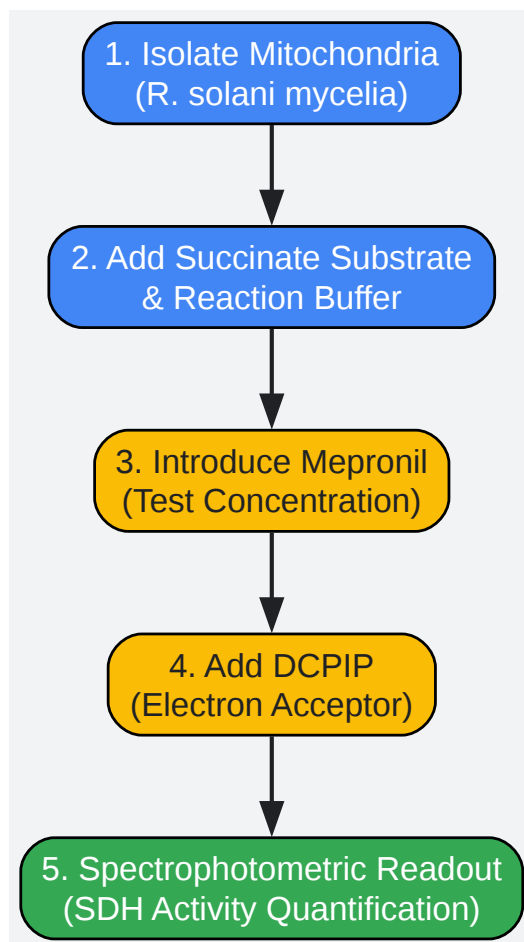 1. Isolate Mitochondria
(R. solani mycelia)
2. Add Succinate Substrate
& Reaction Buffer
3. Introduce Mepronil
(Test Concentration)
4. Add DCPIP
(Electron Acceptor)
5. Spectrophotometric Readout
(SDH Activity Quantification)